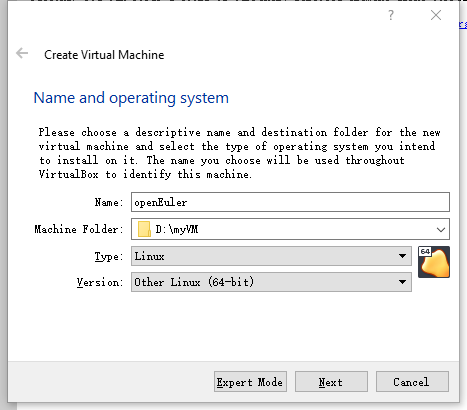 ?
Create Virtual Machine
Name and operating system
Please choose a descriptive name and destination folder for the new
virtual machine and select the type of operating system you intend
to install on it. The name you choose will be used throughout
VirtualBox to identify this machine.
Name: openEuler
Machine Folder: D:\myVM
Type: Linux
64
Version: Other Linux (64-bit)
Expert Mode Next Cancel